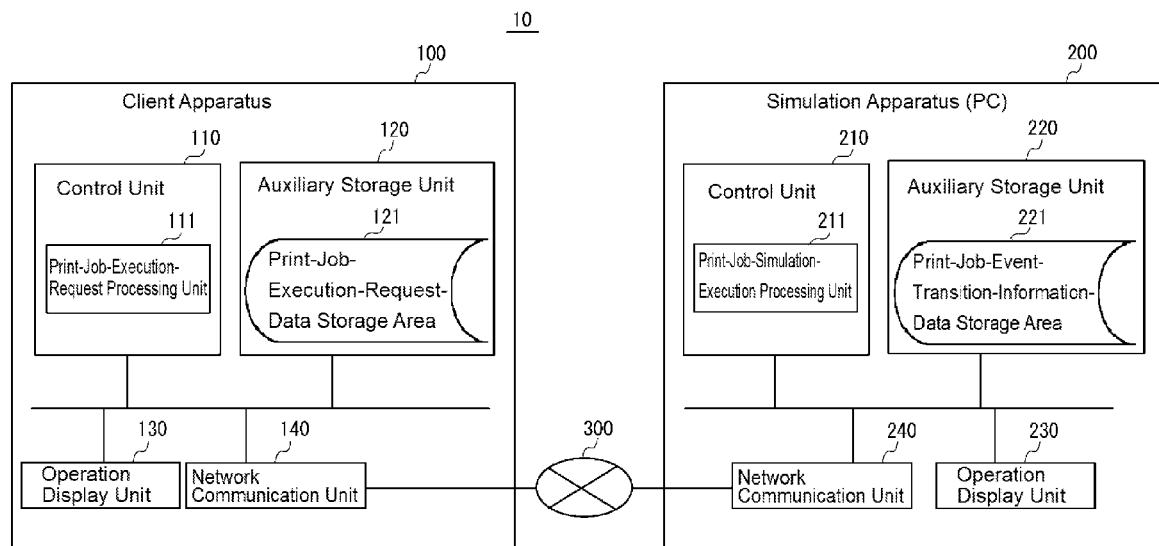 10
100
Client Apparatus
110
Control Unit
111
Print-Job-Execution-
Request Processing Unit
120
Auxiliary Storage Unit
121
Print-Job-
Execution-Request-
Data Storage Area
130
Operation
Display Unit
140
Network
Communication Unit
300
200
Simulation Apparatus (PC)
210
Control Unit
211
Print-Job-Simulation-
Execution Processing Unit
220
Auxiliary Storage Unit
221
Print-Job-Event-
Transition-Information-
Data Storage Area
240
Network
Communication Unit
230
Operation
Display Unit